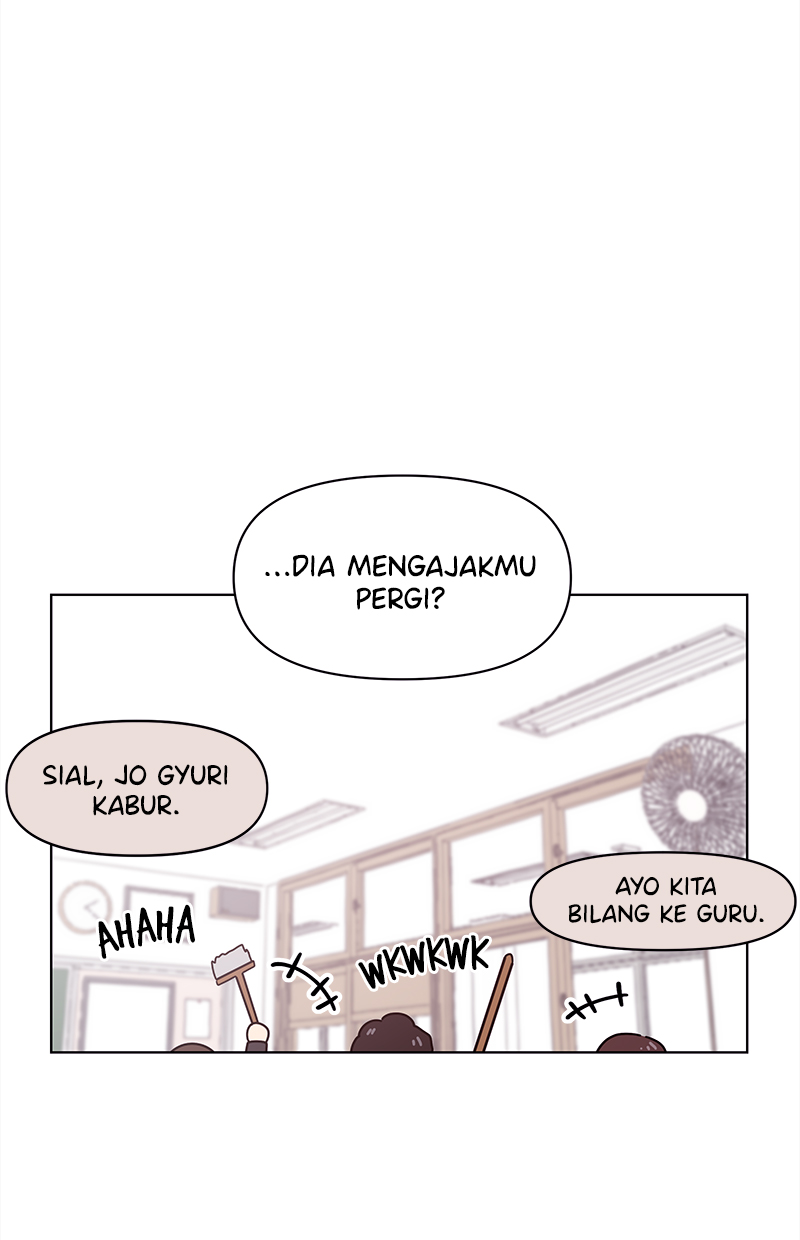 ...DIA MENGAJAKMU
PERGI?
SIAL, JO GYURI
KABUR.
AYO KITA
BILANG KE GURU.
AHAHA
WKWKWK